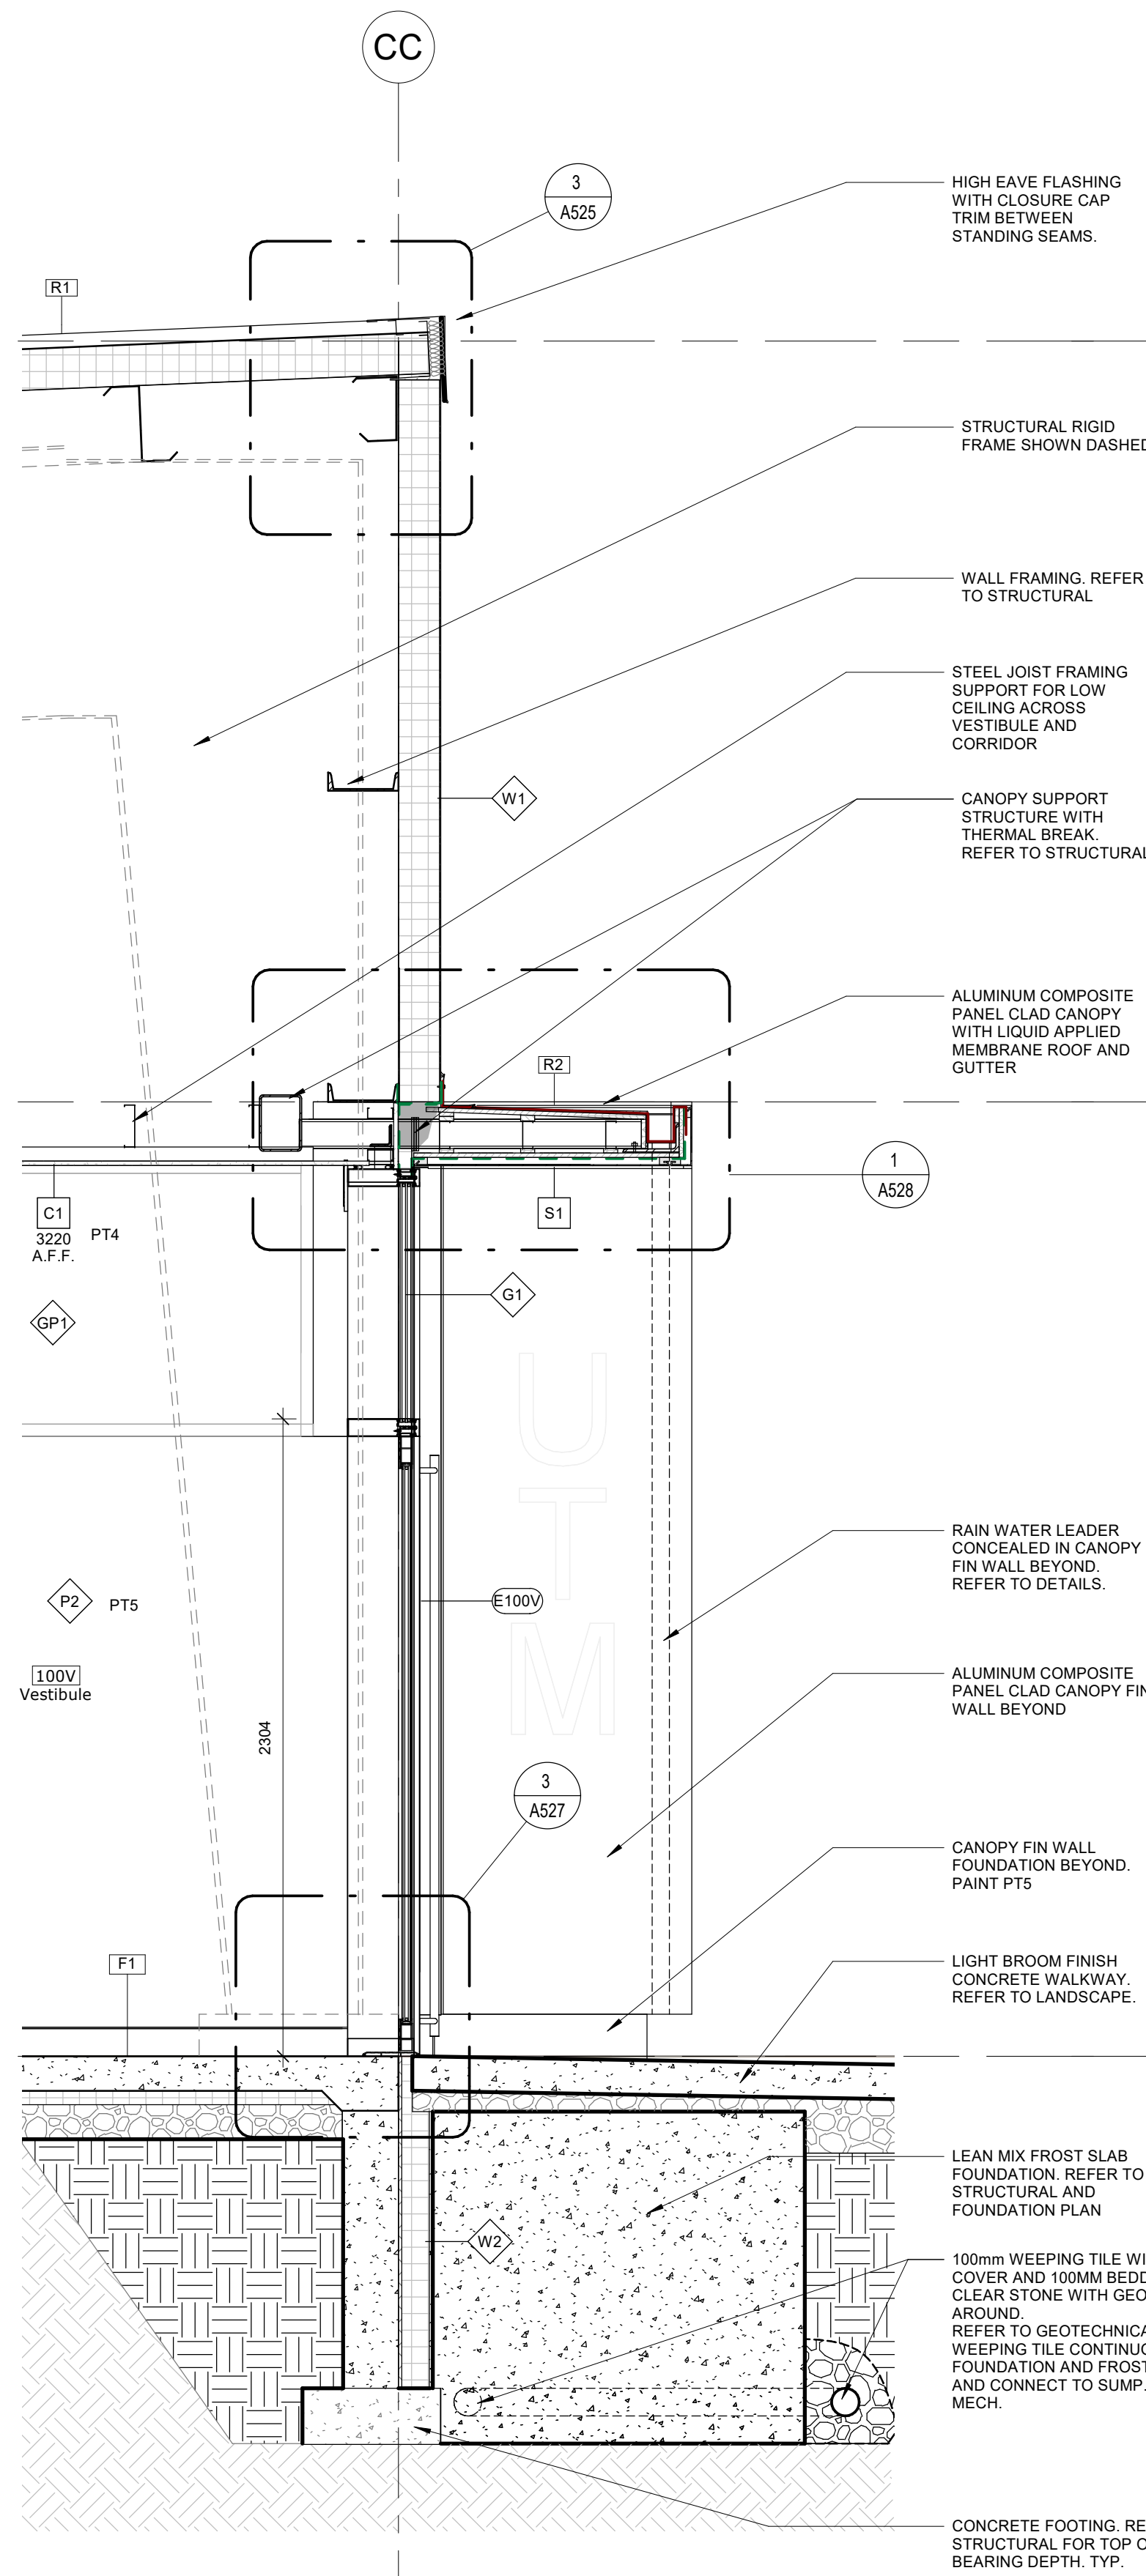 CC
3
A525
HIGH EAVE FLASHING
WITH CLOSURE CAP
TRIM BETWEEN
STANDING SEAMS.
R1
STRUCTURAL RIGID
FRAME SHOWN DASHED
WALL FRAMING. REFER
TO STRUCTURAL
STEEL JOIST FRAMING
SUPPORT FOR LOW
CEILING ACROSS
VESTIBULE AND
CORRIDOR
W1
CANOPY SUPPORT
STRUCTURE WITH
THERMAL BREAK.
REFER TO STRUCTURAL
ALUMINUM COMPOSITE
PANEL CLAD CANOPY
WITH LIQUID APPLIED
MEMBRANE ROOF AND
GUTTER
R2
1
A528
C1
3220
A.F.F.
PT4
S1
G1
GP1
U
T
M
RAIN WATER LEADER
CONCEALED IN CANOPY
FIN WALL BEYOND.
REFER TO DETAILS.
P2
PT5
E100V
100V
Vestibule
ALUMINUM COMPOSITE
PANEL CLAD CANOPY FIN
WALL BEYOND
2304
3
A527
CANOPY FIN WALL
FOUNDATION BEYOND.
PAINT PT5
F1
LIGHT BROOM FINISH
CONCRETE WALKWAY.
REFER TO LANDSCAPE.
LEAN MIX FROST SLAB
FOUNDATION. REFER TO
STRUCTURAL AND
FOUNDATION PLAN
W2
100mm WEEPING TILE WI
COVER AND 100MM BEDD
CLEAR STONE WITH GEO
AROUND.
REFER TO GEOTECHNICA
WEEPING TILE CONTINUO
FOUNDATION AND FROST
AND CONNECT TO SUMP.
MECH.
CONCRETE FOOTING. RE
STRUCTURAL FOR TOP O
BEARING DEPTH. TYP.